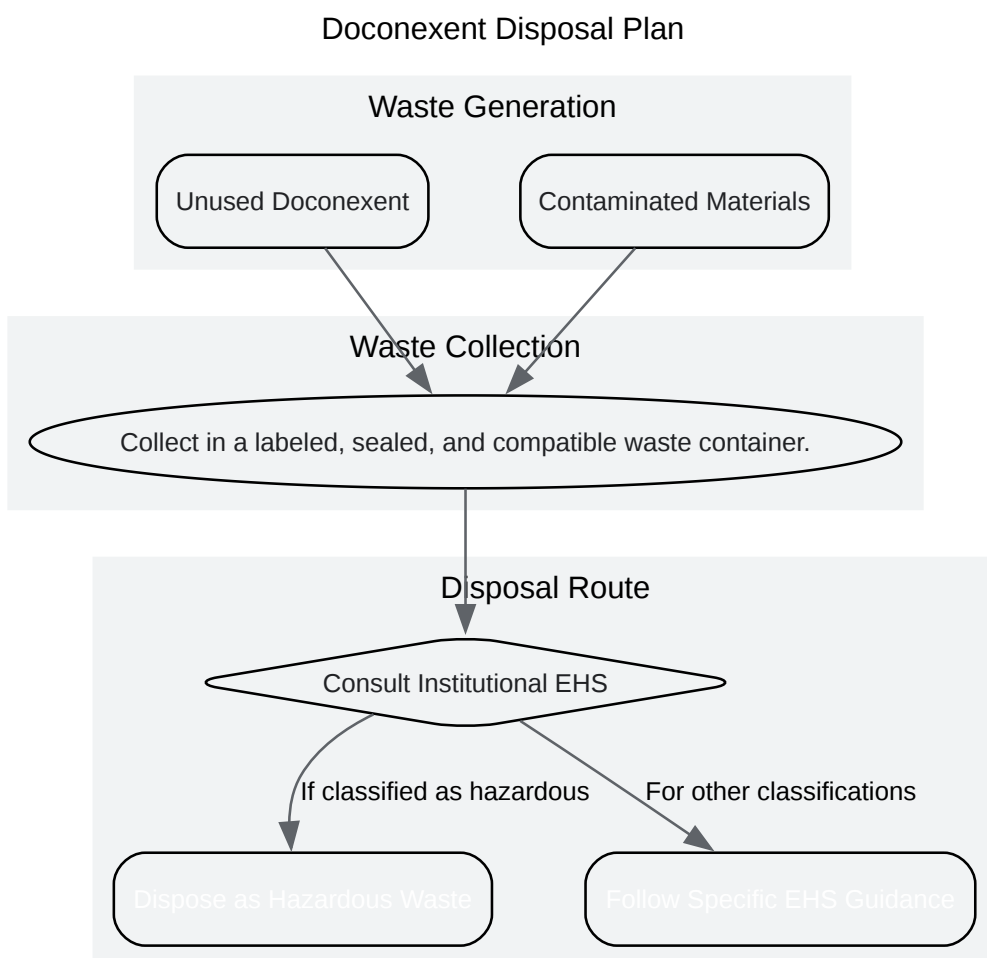 Doconexent Disposal Plan
Waste Generation
Unused Doconexent
Contaminated Materials
Waste Collection
Collect in a labeled, sealed, and compatible waste container.
Disposal Route
Consult Institutional EHS
If classified as hazardous
For other classifications
Dispose as Hazardous Waste
Follow Specific EHS Guidance